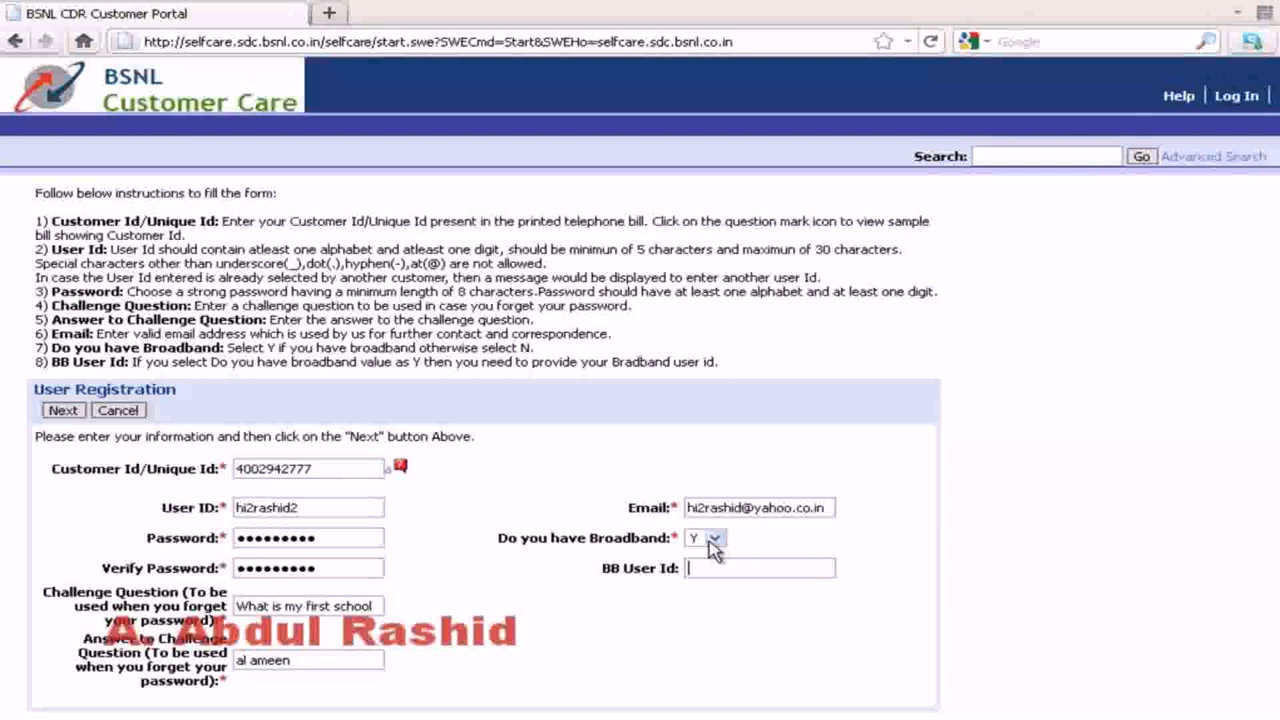 BSNL CDR Customer Portal
http://selfcare.sdc.bsnl.co.in/selfcare/start.swe?SWECmd=Start&SWEHo=selfcare.sdc.bsnl.co.in
Google
BSNL
Customer Care
Help | Log In |
Search: Go Advanced Search
Follow below instructions to fill the form:
1) Customer Id/Unique Id: Enter your Customer Id/Unique Id present in the printed telephone bill. Click on the question mark icon to view sample
bill showing Customer Id.
2) User Id: User Id should contain atleast one alphabet and atleast one digit, should be minimun of 5 characters and maximun of 30 characters.
Special characters other than underscore(_),dot(.),hyphen(-),at(@) are not allowed.
In case the User Id entered is already selected by another customer, then a message would be displayed to enter another user Id.
3) Password: Choose a strong password having a minimum length of 8 characters.Password should have at least one alphabet and at least one digit.
4) Challenge Question: Enter a challenge question to be used in case you forget your password.
5) Answer to Challenge Question: Enter the answer to the challenge question.
6) Email: Enter valid email address which is used by us for further contact and correspondence.
7) Do you have Broadband: Select Y if you have broadband otherwise select N.
8) BB User Id: If you select Do you have broadband value as Y then you need to provide your Bradband user id.
User Registration
Next Cancel
Please enter your information and then click on the "Next" button Above.
Customer Id/Unique Id:* 4002942777
User ID:* hi2rashid2 Email:* hi2rashid@yahoo.co.in
Password:* ●●●●●●●●● Do you have Broadband:* Y
Verify Password:* ●●●●●●●●● BB User Id:
Challenge Question (To be
used when you forget What is my first school
your password):*
A. Abdul Rashid
Answer to Challenge
Question (To be used al ameen
when you forget your
password):*